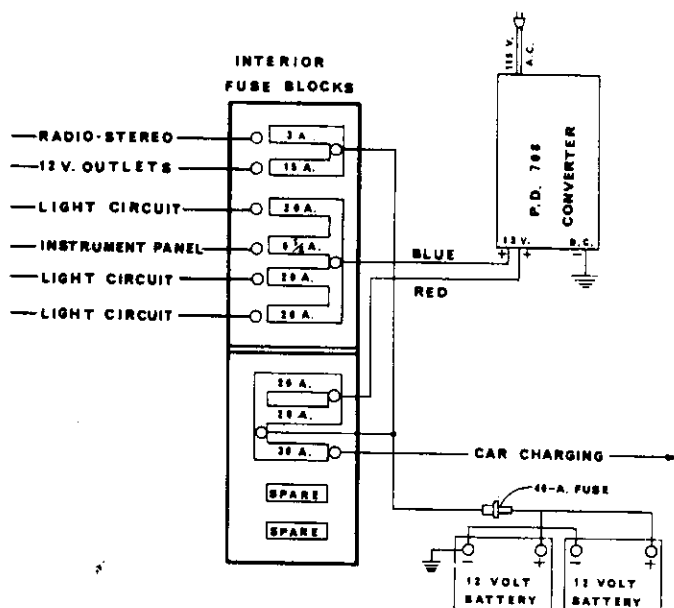 INTERIOR
FUSE BLOCKS
RADIO-STEREO
3 A
12 V. OUTLETS
15 A.
LIGHT CIRCUIT
20 A.
INSTRUMENT PANEL
LIGHT CIRCUIT
20 A.
LIGHT CIRCUIT
20 A.
115 V.
A.C.
P.D. 708
CONVERTER
12 V.
D.C.
+
+
−
BLUE
RED
20 A.
20 A.
30 A.
CAR CHARGING
SPARE
SPARE
40-A. FUSE
−
+
−
+
12 VOLT
BATTERY
12 VOLT
BATTERY